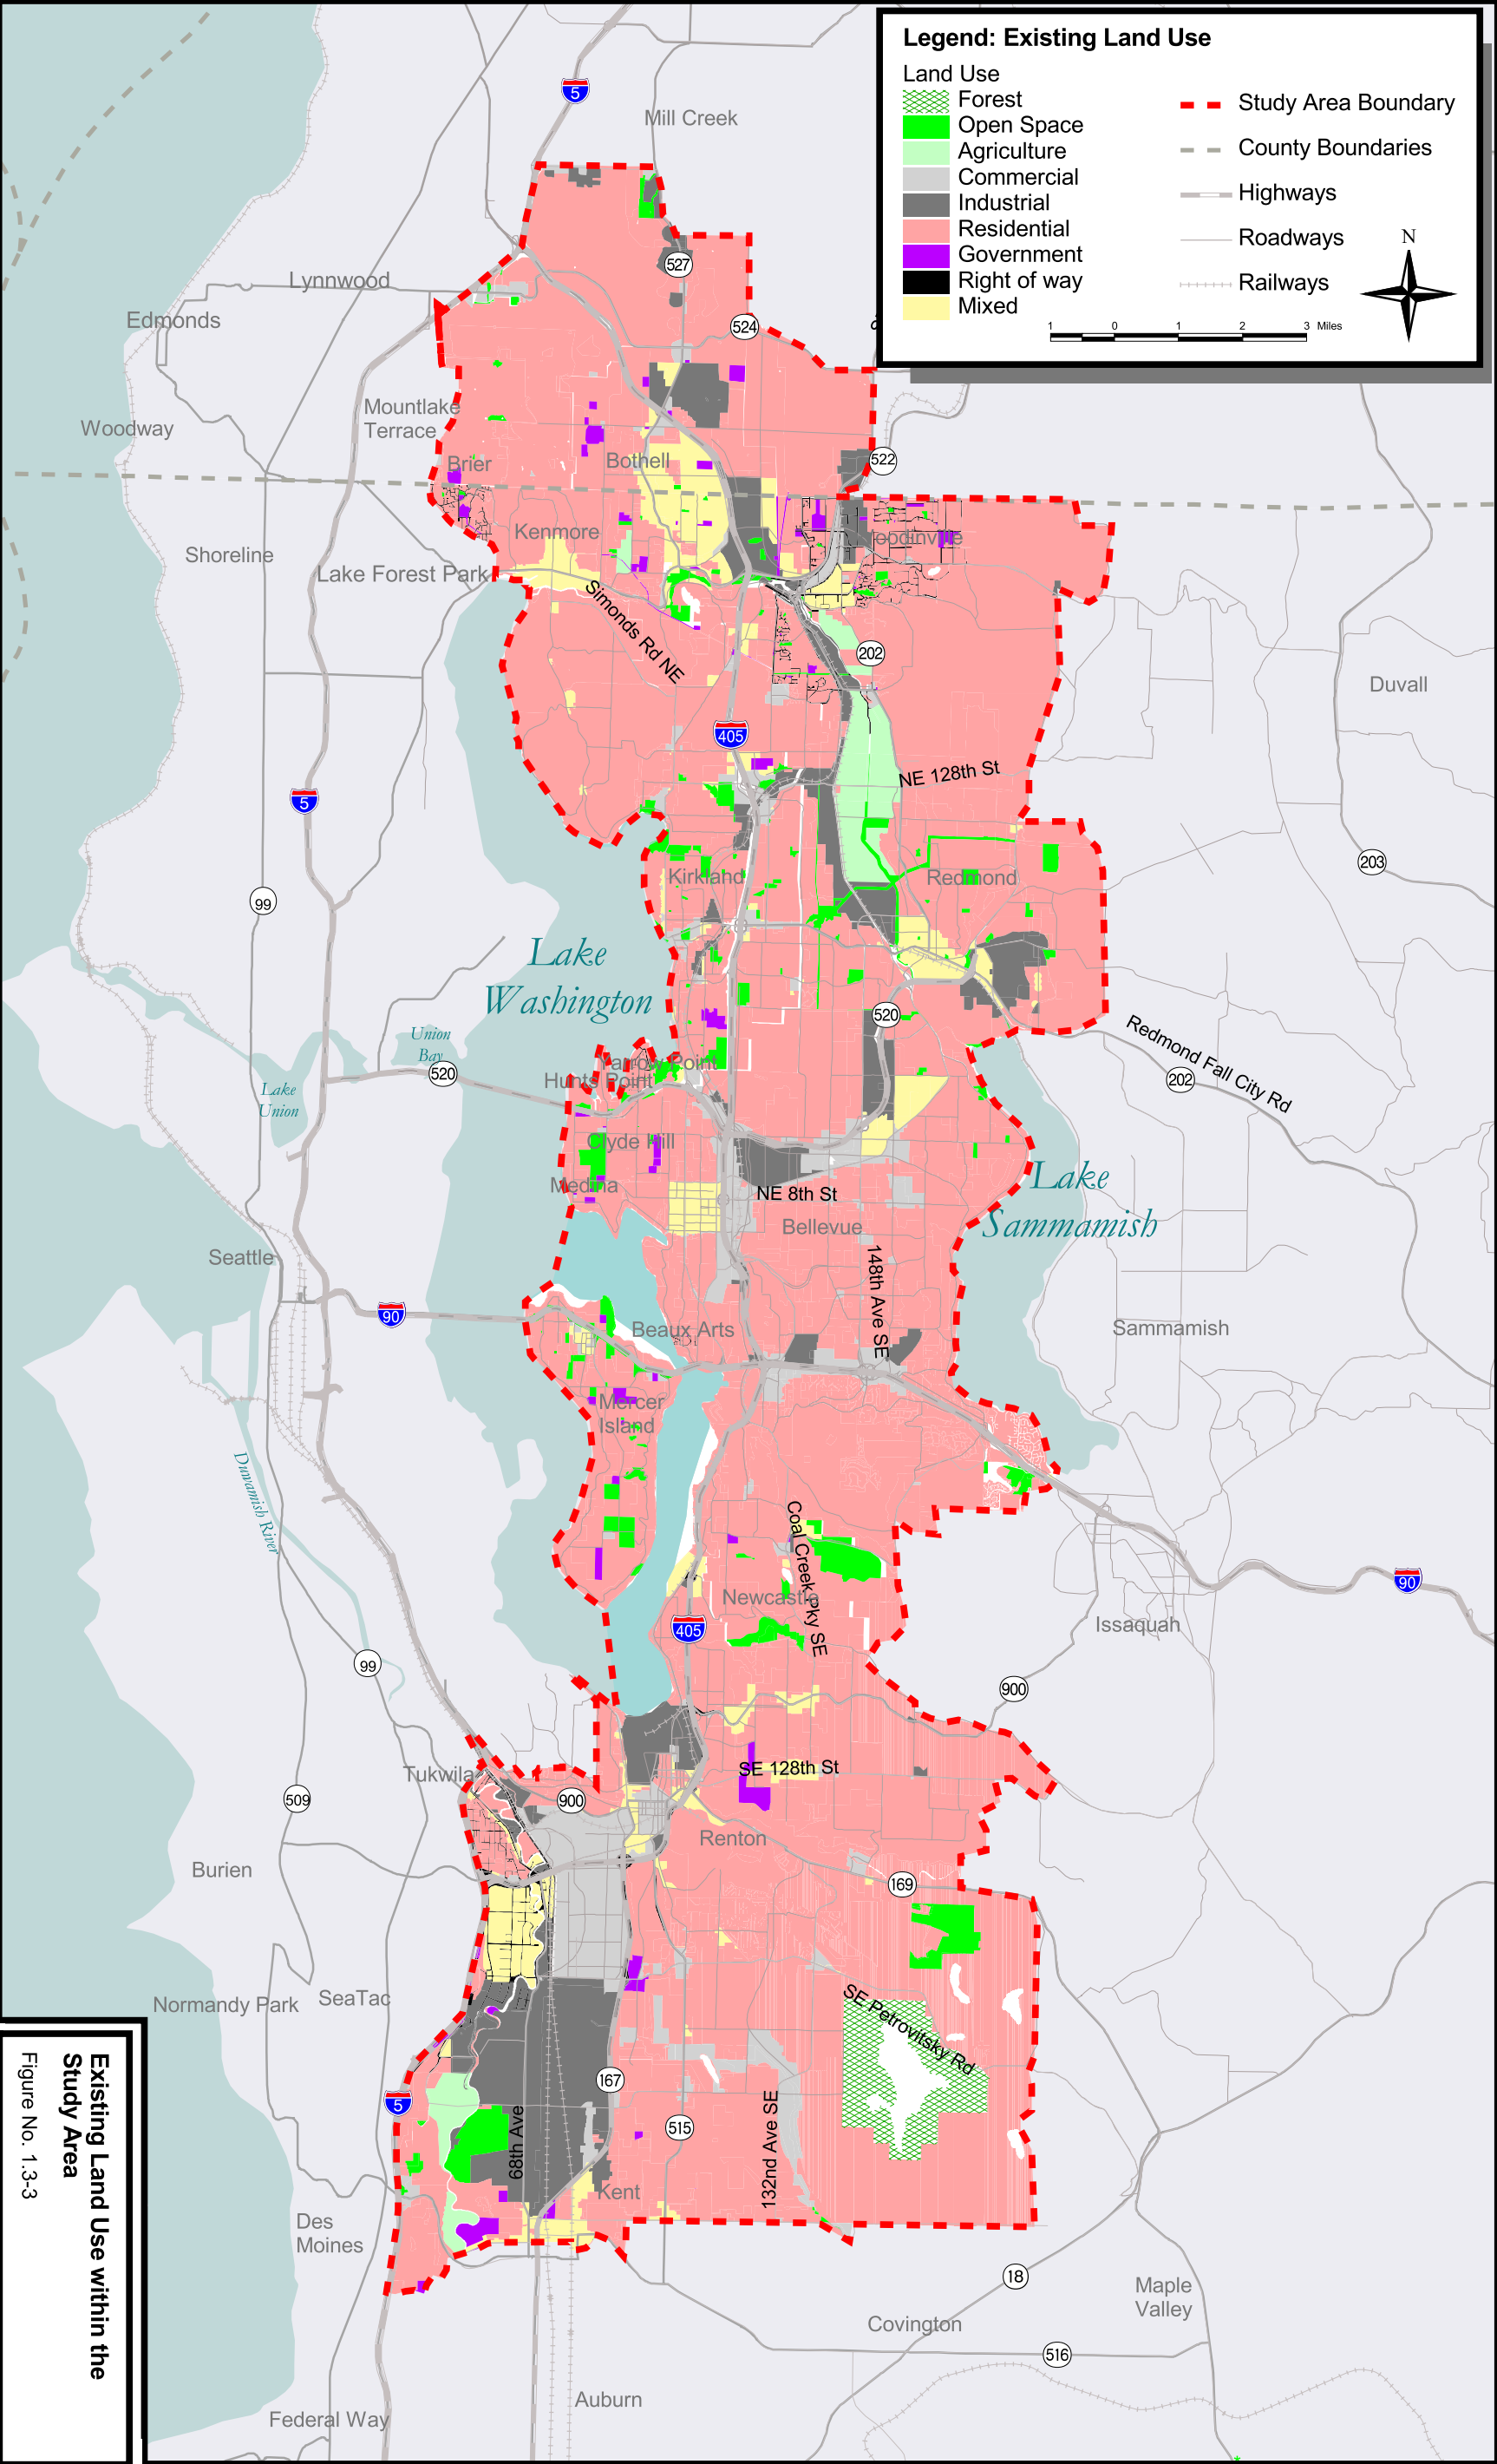 Legend: Existing Land Use
Land Use
Forest
Open Space
Agriculture
Commercial
Industrial
Residential
Government
Right of way
Mixed
Study Area Boundary
County Boundaries
Highways
Roadways
Railways
N
1 0 1 2 3 Miles
5
Mill Creek
527
Lynnwood
Edmonds
524
Mountlake
Terrace
Woodway
Brier
Bothell
522
Kenmore
Shoreline
Lake Forest Park
Simonds Rd NE
202
Duvall
405
NE 128th St
5
203
Kirkland
Redmond
99
Lake
Washington
520
Redmond Fall City Rd
Union
Bay
520
Yarrow Point
Hunts Point
202
Lake
Union
Clyde Hill
Medina
NE 8th St
Lake
Sammamish
Bellevue
Seattle
148th Ave SE
90
Beaux Arts
Sammamish
Mercer
Island
Duwamish River
Coal Creek Pky SE
90
Newcastle
405
Issaquah
99
900
Tukwila
SE 128th St
509
900
Renton
Burien
169
Normandy Park
SeaTac
SE Petrovitsky Rd
167
5
68th Ave
515
132nd Ave SE
Kent
Des
Moines
18
Maple
Valley
Covington
516
Auburn
Federal Way
Existing Land Use within the
Study Area
Figure No. 1.3-3